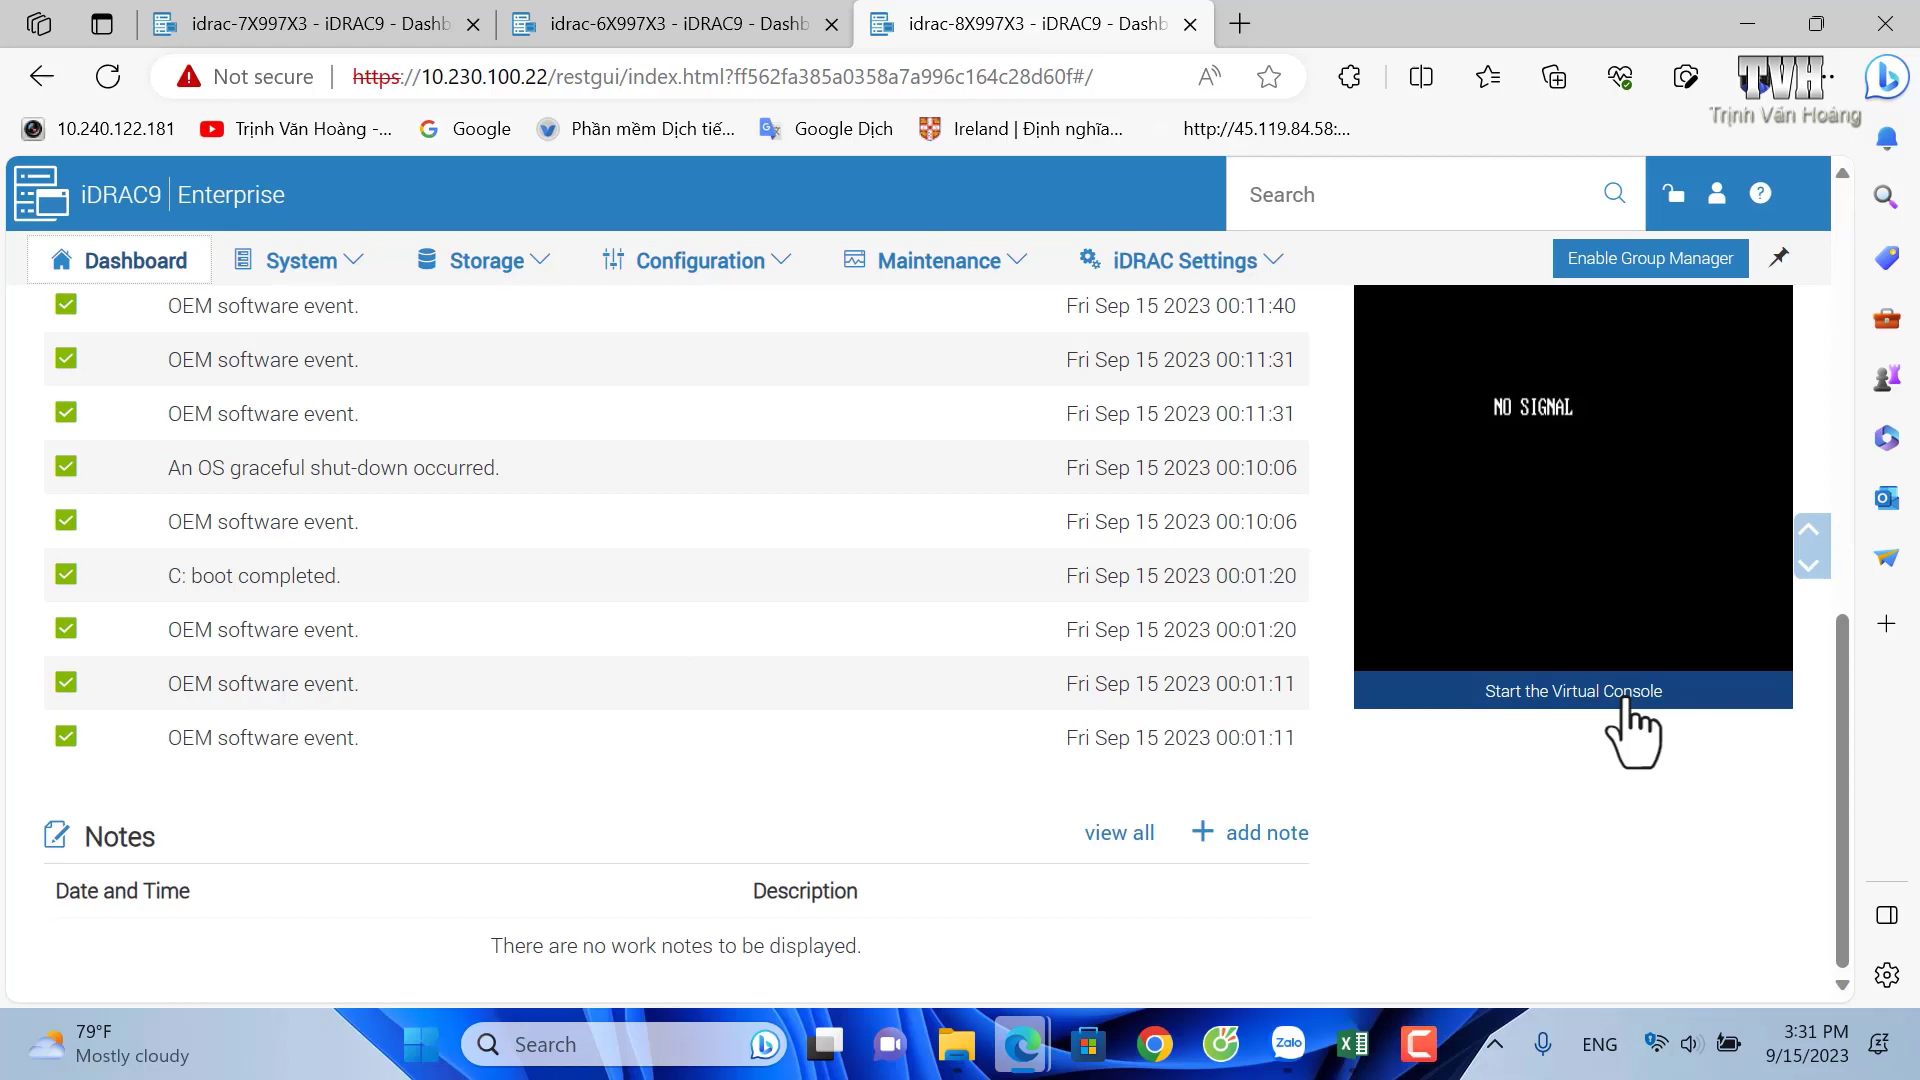 idrac-7X997X3 - iDRAC9 - Dashb
idrac-6X997X3 - iDRAC9 - Dashb
idrac-8X997X3 - iDRAC9 - Dashb
Not secure
https://10.230.100.22/restgui/index.html?ff562fa385a0358a7a996c164c28d60f#/
TVH
Trịnh Văn Hoàng
10.240.122.181
Trịnh Văn Hoàng -...
Google
Phần mềm Dịch tiế...
Google Dịch
Ireland | Định nghĩa...
http://45.119.84.58:...
iDRAC9 | Enterprise
Search
Dashboard
System
Storage
Configuration
Maintenance
iDRAC Settings
Enable Group Manager
OEM software event. Fri Sep 15 2023 00:11:40
OEM software event. Fri Sep 15 2023 00:11:31
OEM software event. Fri Sep 15 2023 00:11:31
An OS graceful shut-down occurred. Fri Sep 15 2023 00:10:06
OEM software event. Fri Sep 15 2023 00:10:06
C: boot completed. Fri Sep 15 2023 00:01:20
OEM software event. Fri Sep 15 2023 00:01:20
OEM software event. Fri Sep 15 2023 00:01:11
OEM software event. Fri Sep 15 2023 00:01:11
NO SIGNAL
Start the Virtual Console
Notes
view all
add note
Date and Time Description
There are no work notes to be displayed.
79°F
Mostly cloudy
Search
Zalo
ENG
3:31 PM
9/15/2023